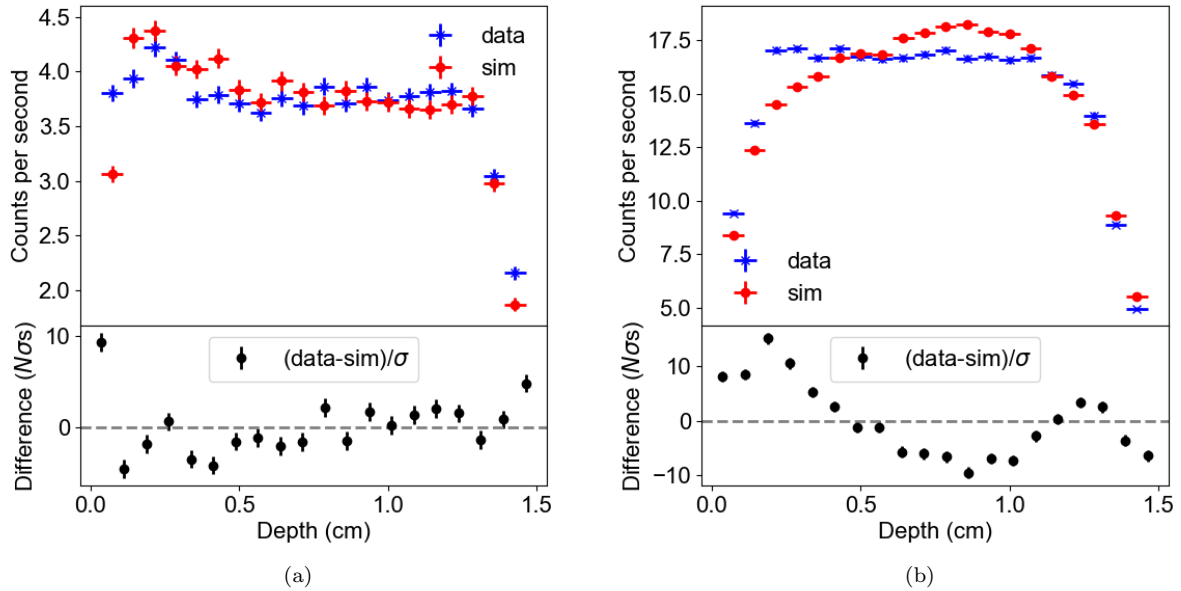 4.5
4.0
3.5
3.0
2.5
2.0
Counts per second
data
sim
10
0
Difference (Nσs)
(data-sim)/σ
0.0 0.5 1.0 1.5
Depth (cm)
(a)
17.5
15.0
12.5
10.0
7.5
5.0
Counts per second
data
sim
10
0
−10
Difference (Nσs)
(data-sim)/σ
0.0 0.5 1.0 1.5
Depth (cm)
(b)